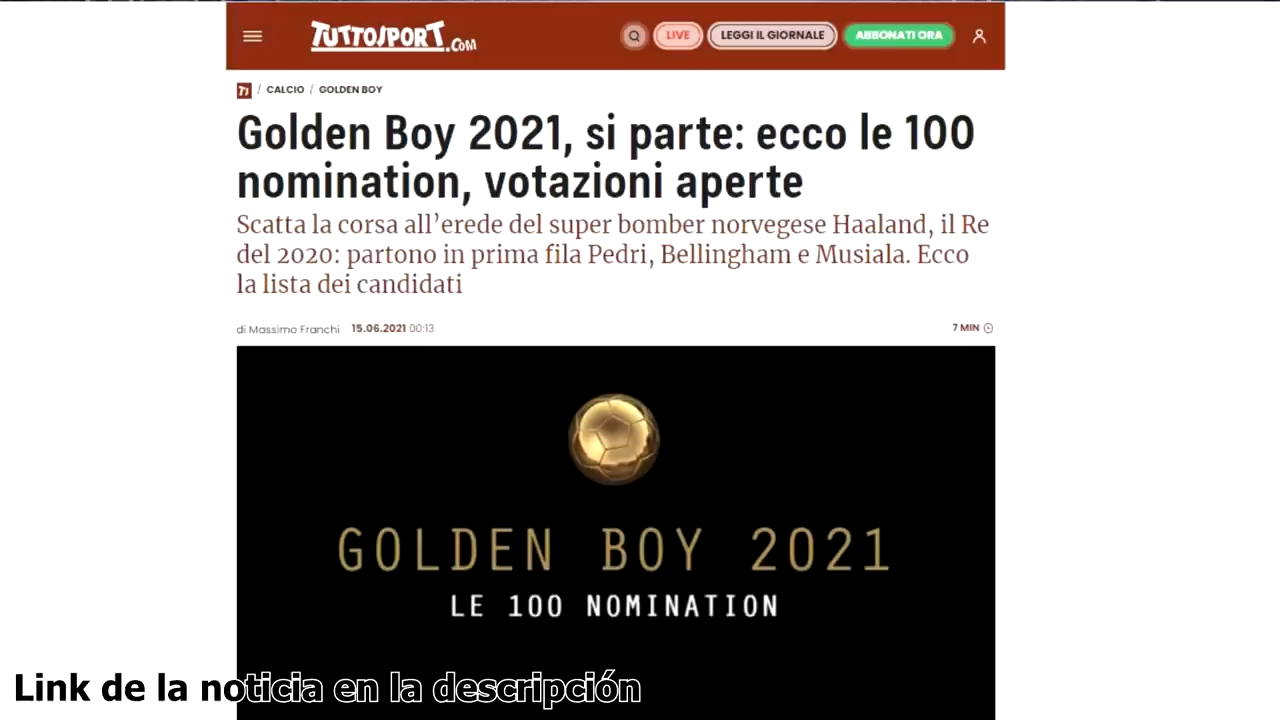 TUTTOSPORT.COM
LIVE
LEGGI IL GIORNALE
ABBONATI ORA
/ CALCIO / GOLDEN BOY
Golden Boy 2021, si parte: ecco le 100
nomination, votazioni aperte
Scatta la corsa all’erede del super bomber norvegese Haaland, il Re
del 2020: partono in prima fila Pedri, Bellingham e Musiala. Ecco
la lista dei candidati
di Massimo Franchi 15.06.2021 00:13
7 MIN
GOLDEN BOY 2021
LE 100 NOMINATION
Link de la noticia en la descripción